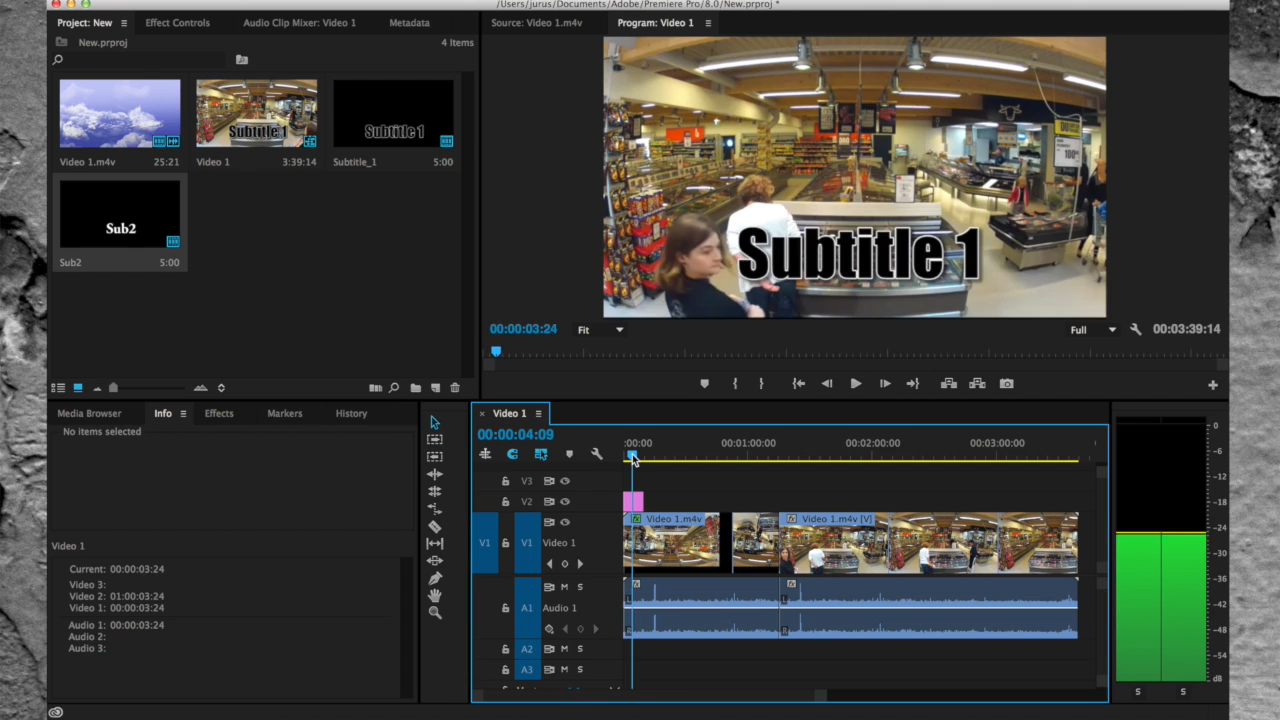 /Users/jurus/Documents/Adobe/Premiere Pro/8.0/New.prproj *
Project: New
Effect Controls
Audio Clip Mixer: Video 1
Metadata
Source: Video 1.m4v
Program: Video 1
New.prproj
4 Items
Subtitle 1
Subtitle 1
Video 1.m4v
25:21
Video 1
3:39:14
Subtitle_1
5:00
Sub2
Sub2
5:00
Subtitle 1
00:00:03:24
Fit
Full
00:03:39:14
Media Browser
Info
Effects
Markers
History
No items selected
Video 1
Current: 00:00:03:24
Video 3:
Video 2: 01:00:03:24
Video 1: 00:00:03:24
Audio 1: 00:00:03:24
Audio 2:
Audio 3:
Video 1
00:00:04:09
:00:00
00:01:00:00
00:02:00:00
00:03:00:00
V3
V2
Video 1.m4v
Video 1.m4v [V]
V1
V1
Video 1
M S
A1
Audio 1
L
L
R
R
A2
M S
A3
M S
0
-6
-12
-18
-24
-30
-36
-42
-48
-54
dB
S
S